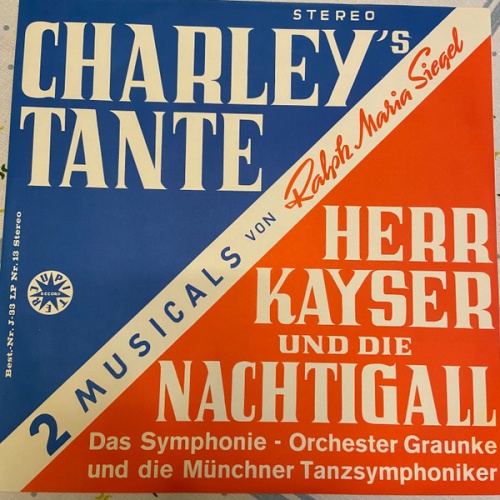 STEREO
CHARLEY's
TANTE
2 MUSICALS VON Ralph Maria Siegel
HERR
KAYSER
UND DIE
NACHTIGALL
Das Symphonie - Orchester Graunke
und die Münchner Tanzsymphoniker
Best.-Nr. J-33 LP Nr. 13 Stereo
JUPITER
RECORD